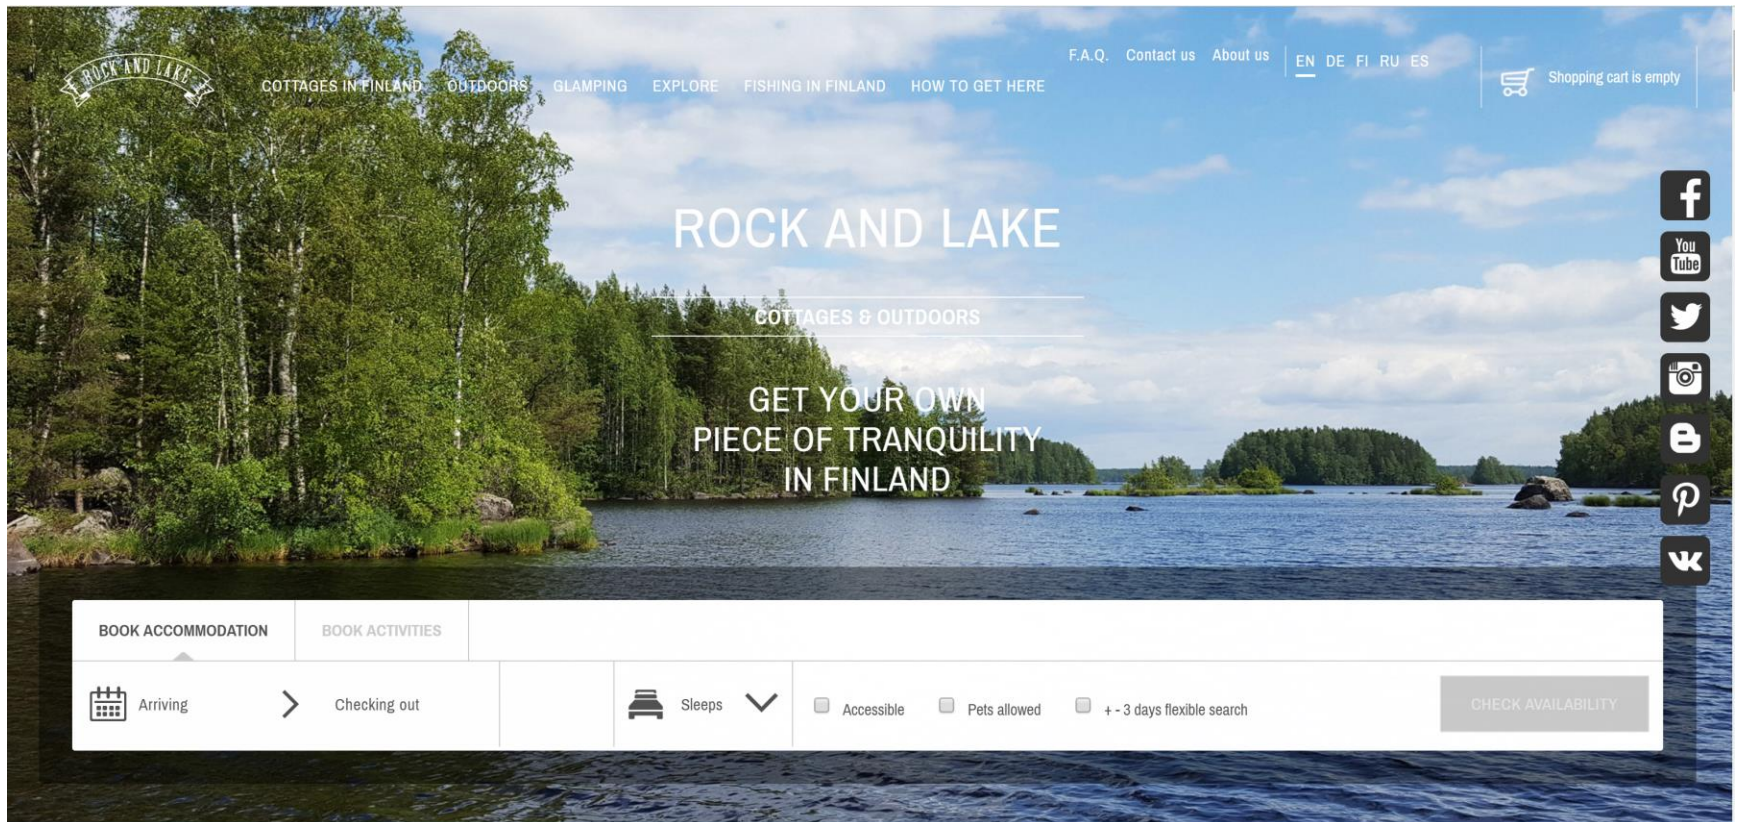 ROCK AND LAKE
COTTAGES IN FINLAND OUTDOORS GLAMPING EXPLORE FISHING IN FINLAND HOW TO GET HERE
F.A.Q. Contact us About us
EN DE FI RU ES
Shopping cart is empty
ROCK AND LAKE
COTTAGES & OUTDOORS
GET YOUR OWN
PIECE OF TRANQUILITY
IN FINLAND
You
Tube
BOOK ACCOMMODATION BOOK ACTIVITIES
Arriving Checking out Sleeps Accessible Pets allowed + - 3 days flexible search CHECK AVAILABILITY